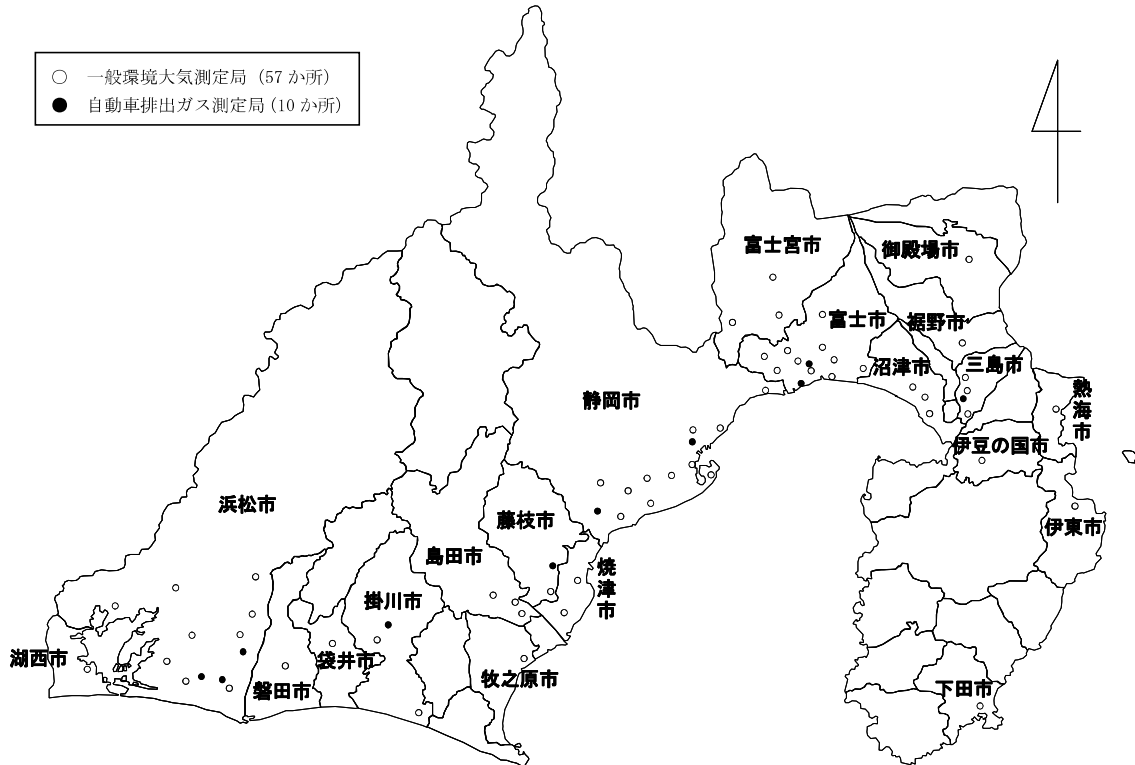 ○ 一般環境大気測定局 (57 か所)
● 自動車排出ガス測定局 (10 か所)
富士宮市
御殿場市
富士市
裾野市
沼津市
三島市
熱海市
静岡市
伊豆の国市
浜松市
藤枝市
伊東市
島田市
焼津市
掛川市
湖西市
袋井市
磐田市
牧之原市
下田市